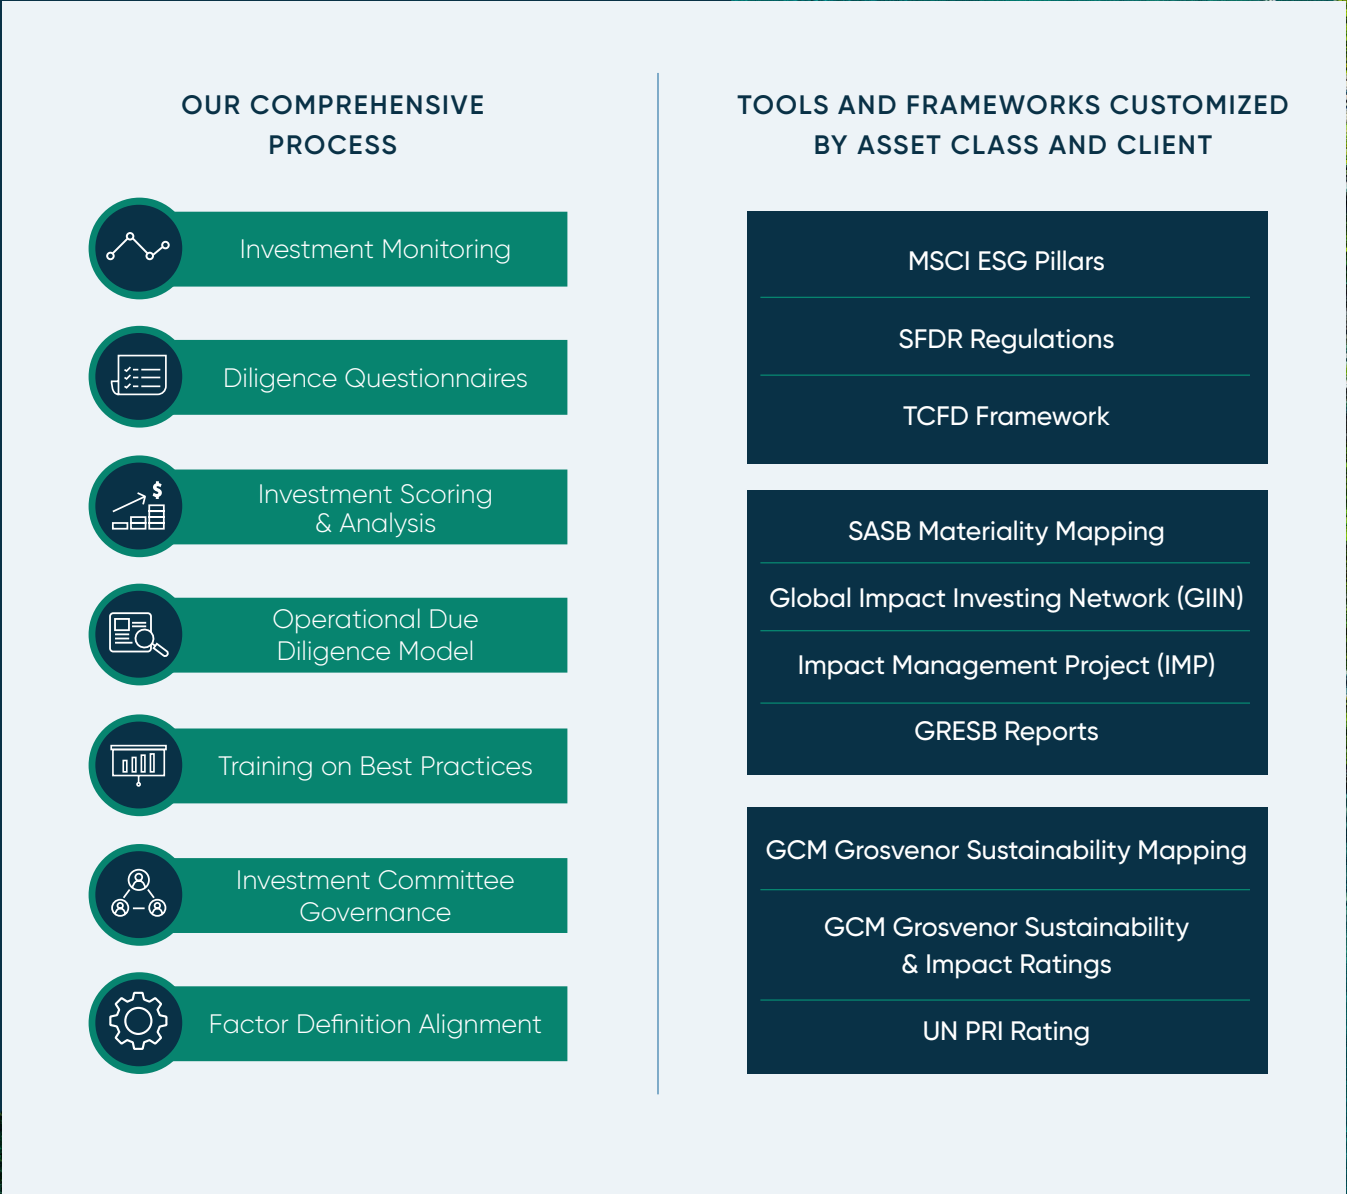 OUR COMPREHENSIVE
PROCESS
Investment Monitoring
Diligence Questionnaires
$
Investment Scoring
& Analysis
Operational Due
Diligence Model
Training on Best Practices
Investment Committee
Governance
Factor Definition Alignment
TOOLS AND FRAMEWORKS CUSTOMIZED
BY ASSET CLASS AND CLIENT
MSCI ESG Pillars
SFDR Regulations
TCFD Framework
SASB Materiality Mapping
Global Impact Investing Network (GIIN)
Impact Management Project (IMP)
GRESB Reports
GCM Grosvenor Sustainability Mapping
GCM Grosvenor Sustainability
& Impact Ratings
UN PRI Rating